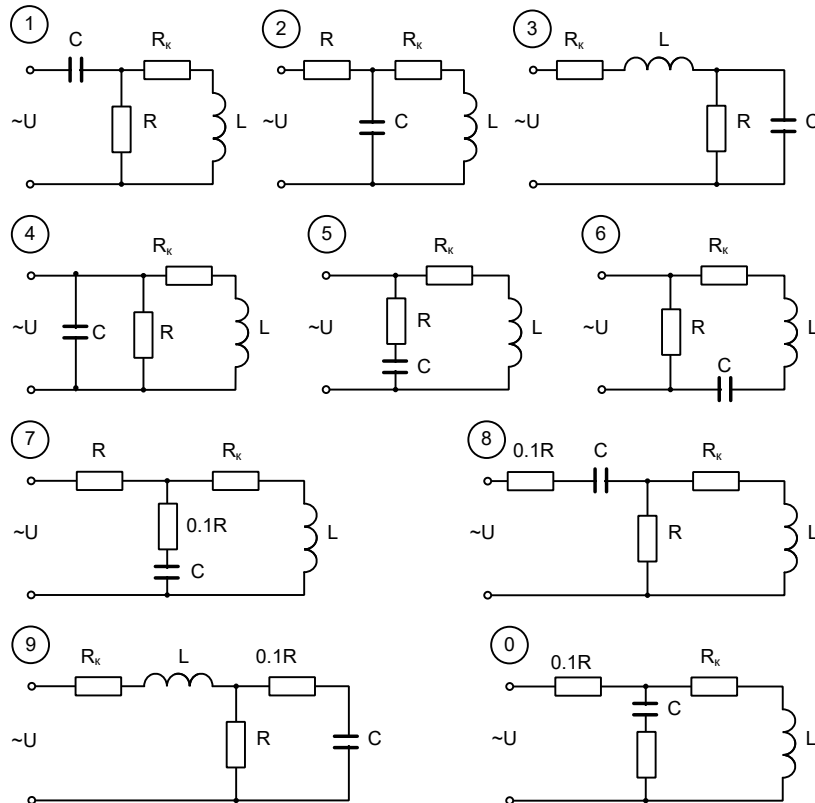 1 2 3
C Rк R Rк Rк L
~U R L ~U C L ~U R C
4 5 6
Rк Rк Rк
~U C R L ~U R C L ~U R C L
7 8
R Rк 0.1R C Rк
~U 0.1R C L ~U R L
9 0
Rк L 0.1R 0.1R Rк
~U R C ~U C L